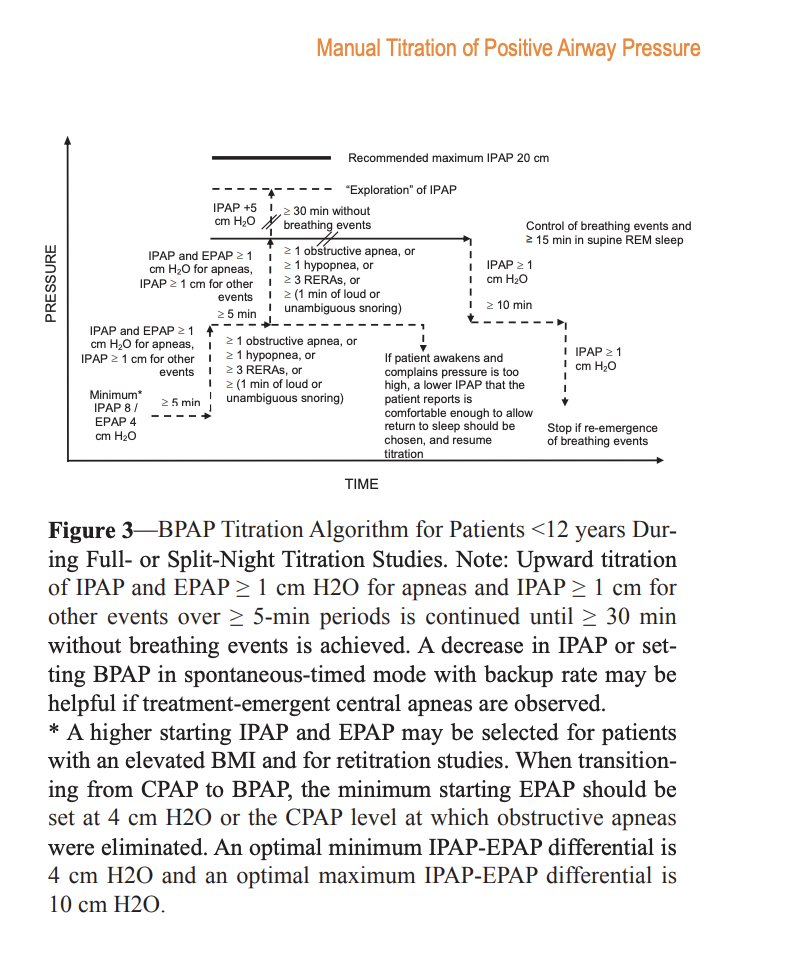 Manual Titration of Positive Airway Pressure
Recommended maximum IPAP 20 cm
“Exploration” of IPAP
IPAP +5
cm H₂O
≥ 30 min without
breathing events
Control of breathing events and
≥ 15 min in supine REM sleep
IPAP and EPAP ≥ 1
cm H₂O for apneas,
IPAP ≥ 1 cm for other
events
≥ 5 min
≥ 1 obstructive apnea, or
≥ 1 hypopnea, or
≥ 3 RERAs, or
≥ (1 min of loud or
unambiguous snoring)
IPAP ≥ 1
cm H₂O
≥ 10 min
PRESSURE
IPAP and EPAP ≥ 1
cm H₂O for apneas,
IPAP ≥ 1 cm for other
events
≥ 1 obstructive apnea, or
≥ 1 hypopnea, or
≥ 3 RERAs, or
≥ (1 min of loud or
unambiguous snoring)
If patient awakens and
complains pressure is too
high, a lower IPAP that the
patient reports is
comfortable enough to allow
return to sleep should be
chosen, and resume
titration
IPAP ≥ 1
cm H₂O
Minimum*
IPAP 8 /
EPAP 4
cm H₂O
≥ 5 min
Stop if re-emergence
of breathing events
TIME
Figure 3—BPAP Titration Algorithm for Patients <12 years Dur-
ing Full- or Split-Night Titration Studies. Note: Upward titration
of IPAP and EPAP ≥ 1 cm H2O for apneas and IPAP ≥ 1 cm for
other events over ≥ 5-min periods is continued until ≥ 30 min
without breathing events is achieved. A decrease in IPAP or set-
ting BPAP in spontaneous-timed mode with backup rate may be
helpful if treatment-emergent central apneas are observed.
* A higher starting IPAP and EPAP may be selected for patients
with an elevated BMI and for retitration studies. When transition-
ing from CPAP to BPAP, the minimum starting EPAP should be
set at 4 cm H2O or the CPAP level at which obstructive apneas
were eliminated. An optimal minimum IPAP-EPAP differential is
4 cm H2O and an optimal maximum IPAP-EPAP differential is
10 cm H2O.